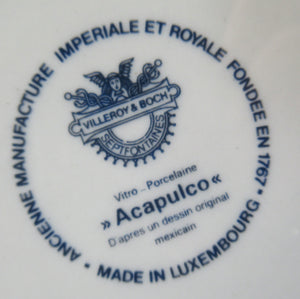 · ANCIENNE MANUFACTURE IMPERIALE ET ROYALE FONDEE EN 1767 ·
VILLEROY & BOCH
SEPTFONTAINES
Vitro – Porcelaine
» Acapulco «
D'apres un dessin original
mexicain
MADE IN LUXEMBOURG